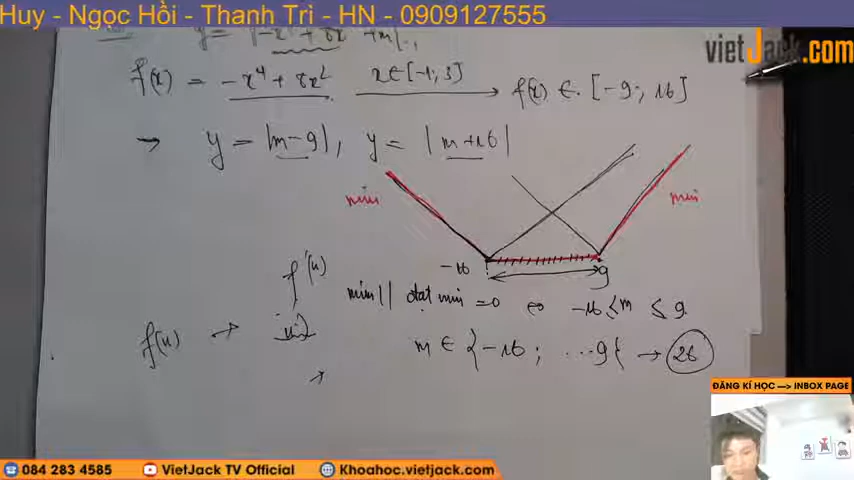 Huy - Ngọc Hồi - Thanh Trì - HN - 0909127555
vietJack.com
y = |-x⁴ + 8x² + m|
f(x) = -x⁴ + 8x² x ∈ [-1; 3] → f(x) ∈ [-9; 16]
→ y = |m-9|, y = |m+16|
min min
-16 9
f'(u) min|| đạt min = 0 ⇔ -16 ≤ m ≤ 9
f(u) →
m ∈ {-16; ...9{ → 26
ĐĂNG KÍ HỌC —> INBOX PAGE
084 283 4585 VietJack TV Official Khoahoc.vietjack.com